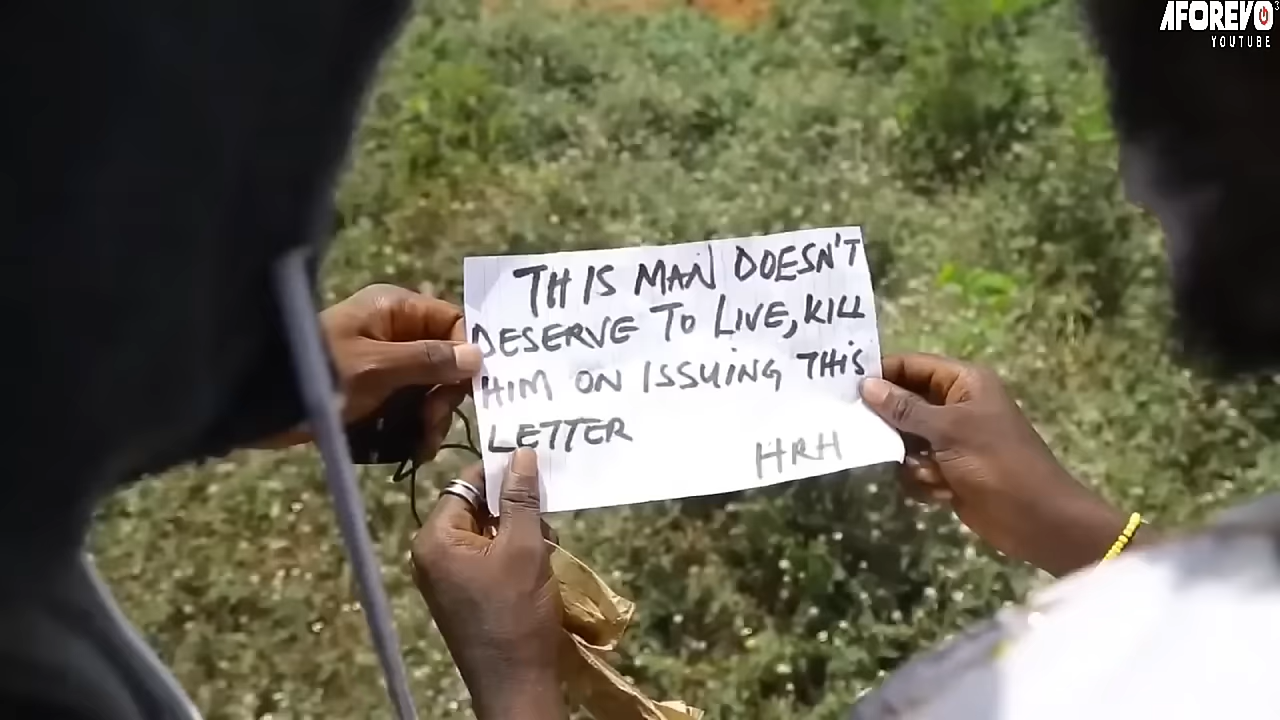 AFOREVO
YOUTUBE
THIS MAN DOESN'T
DESERVE TO LIVE, KILL
HIM ON ISSUING THIS
LETTER
HRH